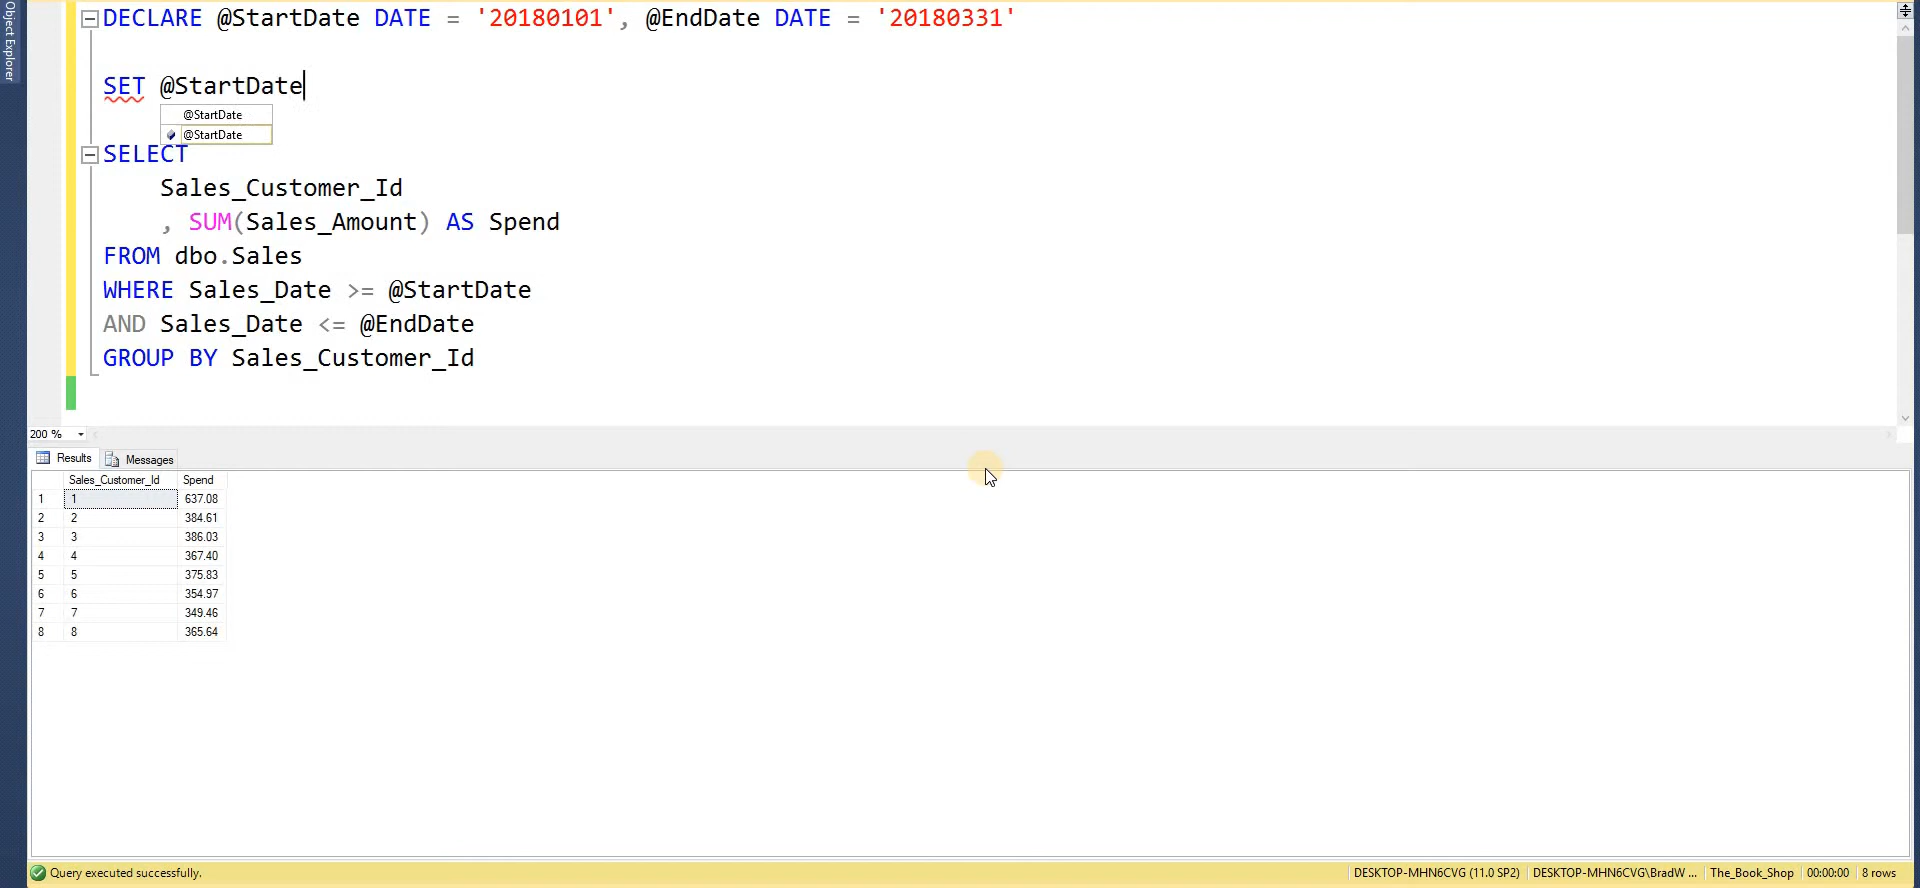 Object Explorer
DECLARE @StartDate DATE = '20180101', @EndDate DATE = '20180331'
SET @StartDate
@StartDate
@StartDate
SELECT
Sales_Customer_Id
, SUM(Sales_Amount) AS Spend
FROM dbo.Sales
WHERE Sales_Date >= @StartDate
AND Sales_Date <= @EndDate
GROUP BY Sales_Customer_Id
200 %
Results Messages
Sales_Customer_Id Spend
1 1 637.08
2 2 384.61
3 3 386.03
4 4 367.40
5 5 375.83
6 6 354.97
7 7 349.46
8 8 365.64
Query executed successfully. DESKTOP-MHN6CVG (11.0 SP2) DESKTOP-MHN6CVG\BradW ... The_Book_Shop 00:00:00 8 rows